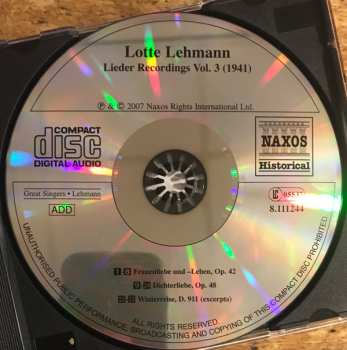 Lotte Lehmann
Lieder Recordings Vol. 3 (1941)
℗ & © 2007 Naxos Rights International Ltd.
COMPACT
disc
DIGITAL AUDIO
NAXOS
Historical
Great Singers • Lehmann
ADD
8.111244
Frauenliebe und –Leben, Op. 42
Dichterliebe, Op. 48
Winterreise, D. 911 (excerpts)
ALL RIGHTS RESERVED.
UNAUTHORISED PUBLIC PERFORMANCE, BROADCASTING AND COPYING OF THIS COMPACT DISC PROHIBITED.